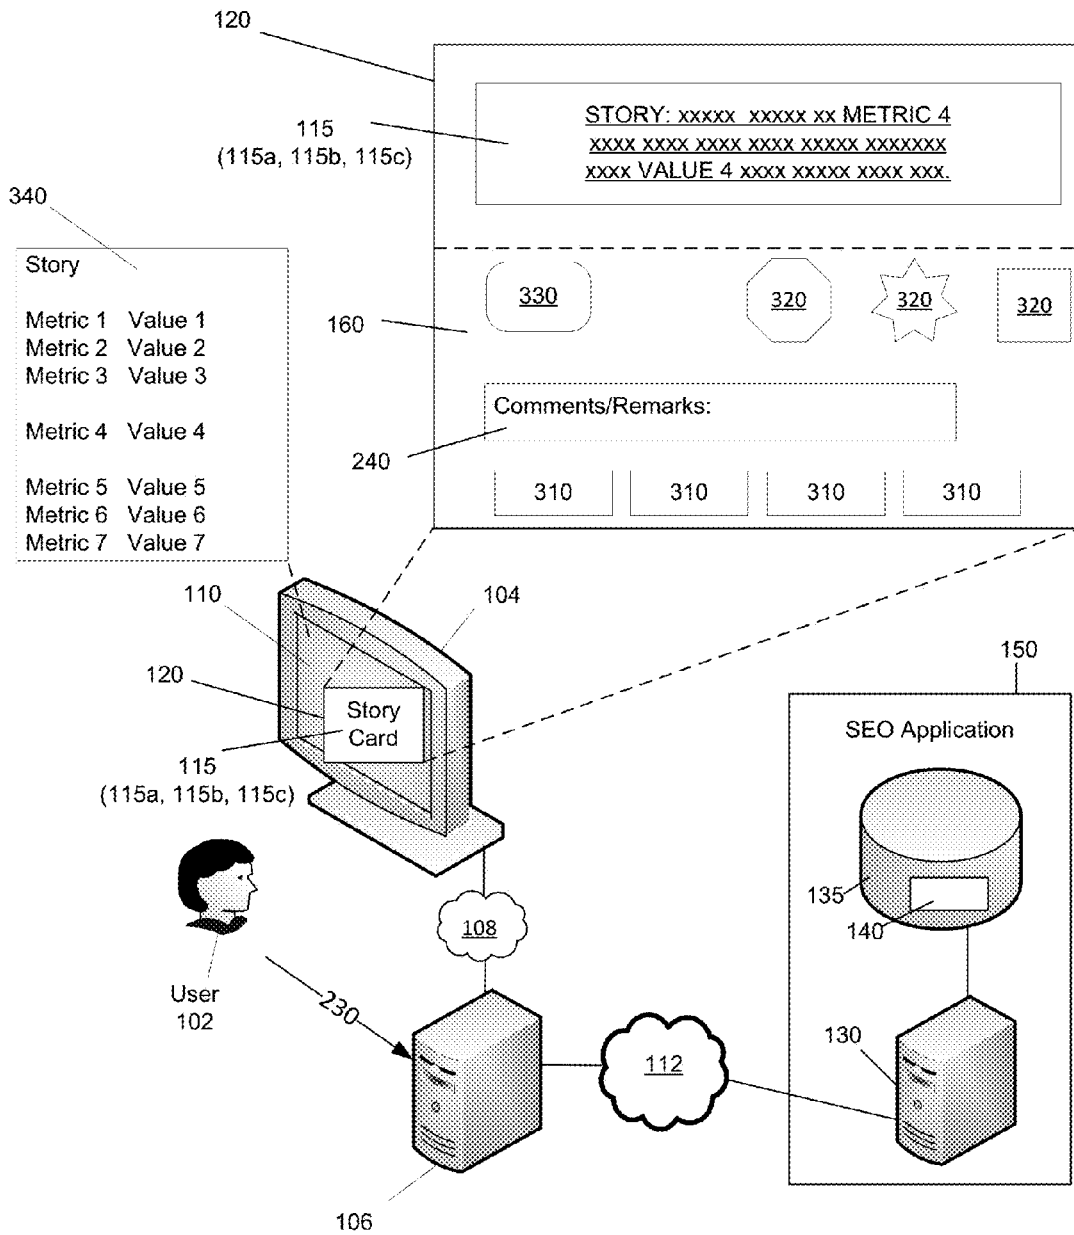 120
STORY: xxxxx xxxxx xx METRIC 4
xxxx xxxx xxxx xxxx xxxxx xxxxxxx
xxxx VALUE 4 xxxx xxxxx xxxx xxx.
115
(115a, 115b, 115c)
340
Story
Metric 1 Value 1
Metric 2 Value 2
Metric 3 Value 3
Metric 4 Value 4
Metric 5 Value 5
Metric 6 Value 6
Metric 7 Value 7
330
320
320
320
160
Comments/Remarks:
240
310
310
310
310
110
104
120
Story
Card
115
(115a, 115b, 115c)
150
SEO Application
135
140
108
User
102
230
112
130
106